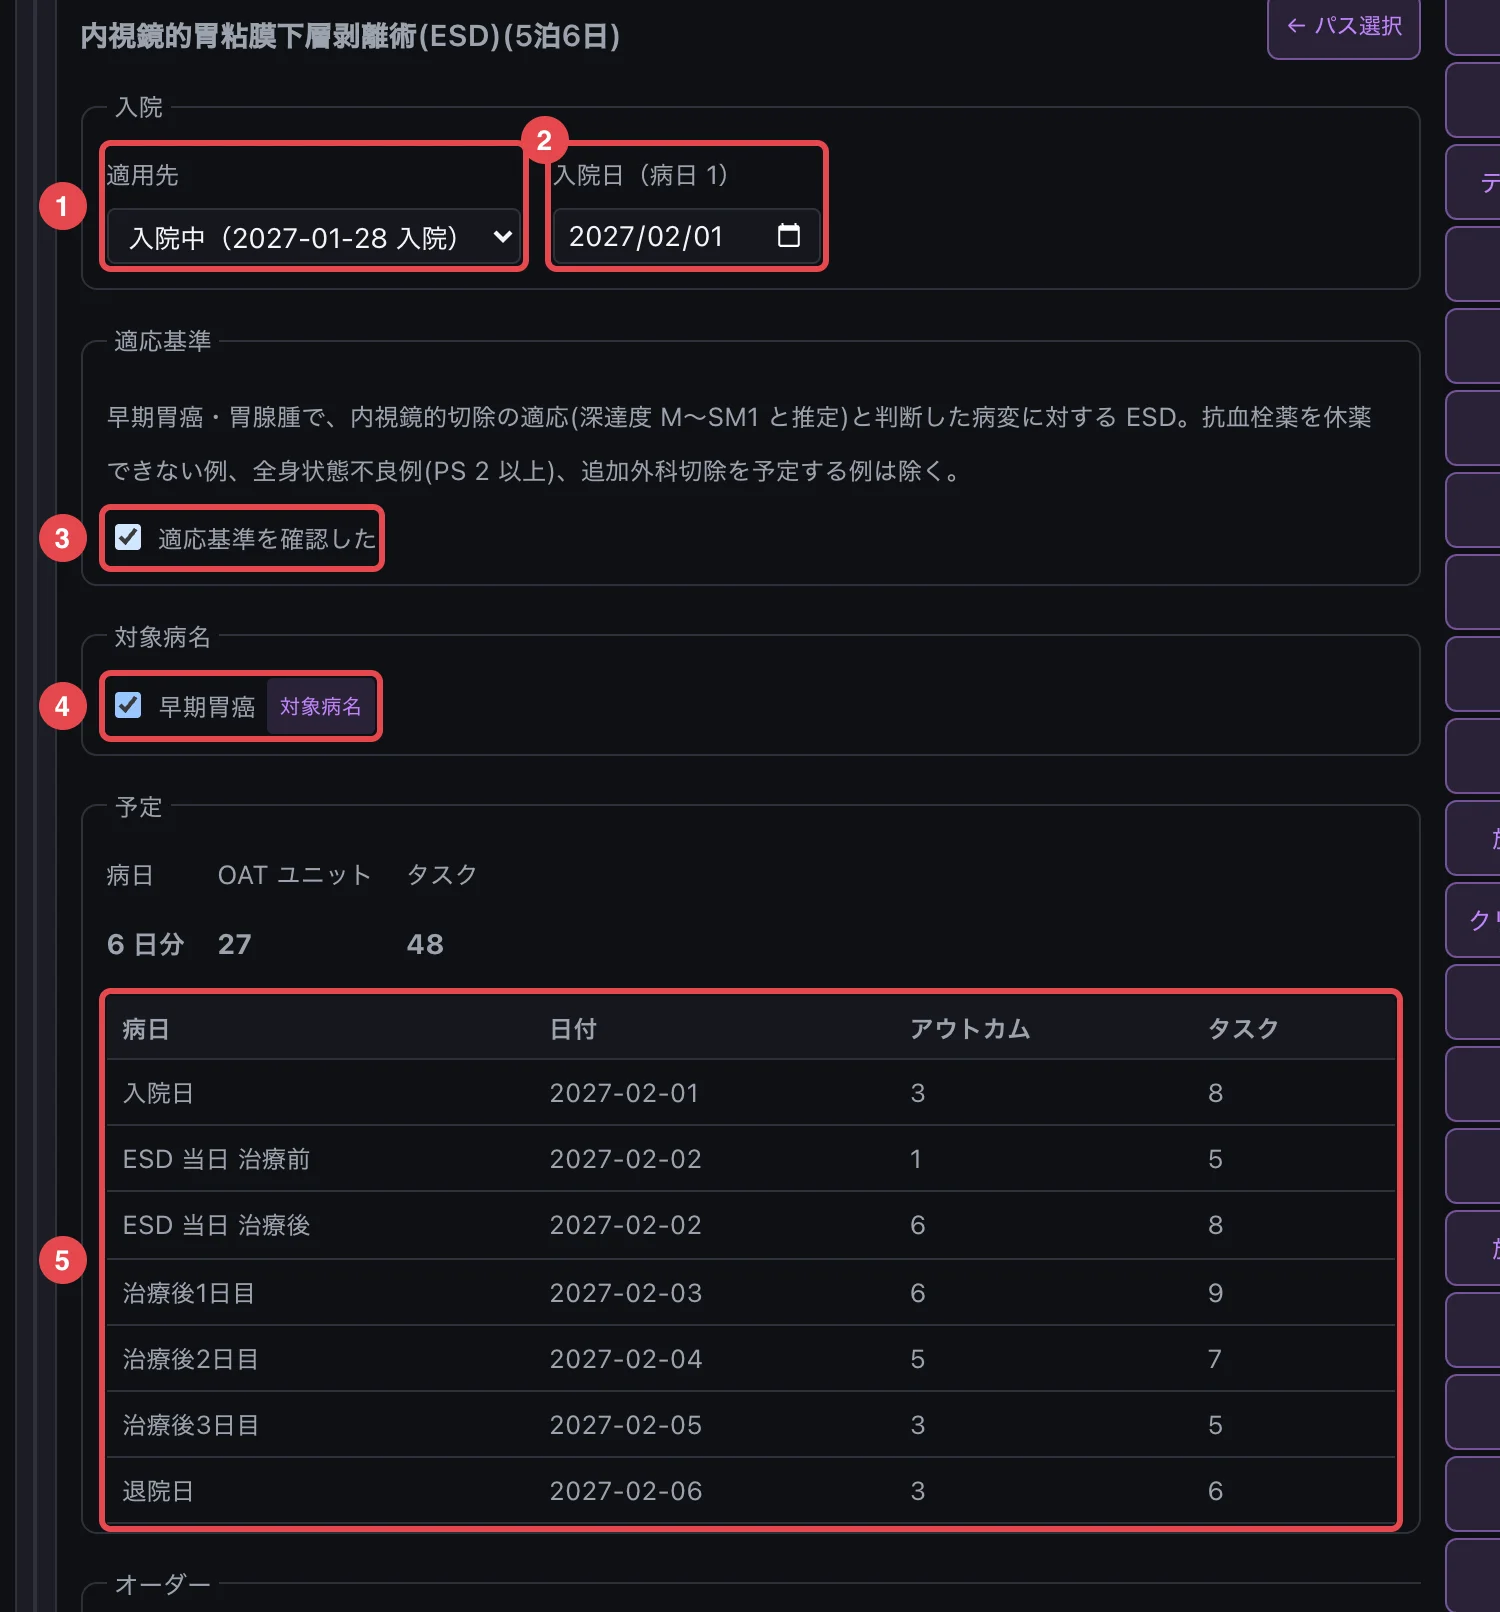 内視鏡的胃粘膜下層剥離術(ESD)(5泊6日)
← パス選択
入院
1
適用先
入院中（2027-01-28 入院）
2
入院日（病日 1）
2027/02/01
適応基準
早期胃癌・胃腺腫で、内視鏡的切除の適応(深達度 M〜SM1 と推定)と判断した病変に対する ESD。抗血栓薬を休薬
できない例、全身状態不良例(PS 2 以上)、追加外科切除を予定する例は除く。
3
適応基準を確認した
対象病名
4
早期胃癌 対象病名
予定
病日 OAT ユニット タスク
6 日分 27 48
5
病日 日付 アウトカム タスク
入院日 2027-02-01 3 8
ESD 当日 治療前 2027-02-02 1 5
ESD 当日 治療後 2027-02-02 6 8
治療後1日目 2027-02-03 6 9
治療後2日目 2027-02-04 5 7
治療後3日目 2027-02-05 3 5
退院日 2027-02-06 3 6
オーダー
テ
ク